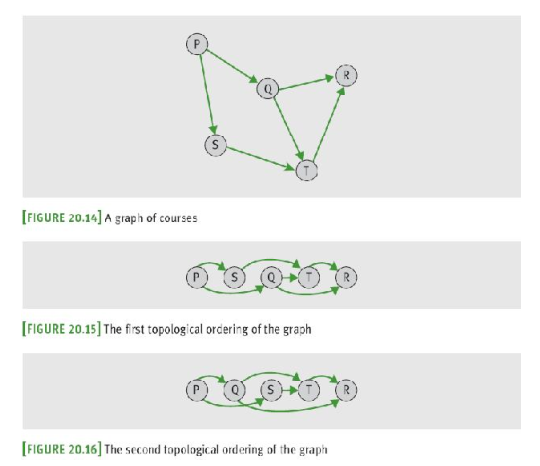 P
R
Q
S
T
[FIGURE 20.14] A graph of courses
P S Q T R
[FIGURE 20.15] The first topological ordering of the graph
P Q S T R
[FIGURE 20.16] The second topological ordering of the graph